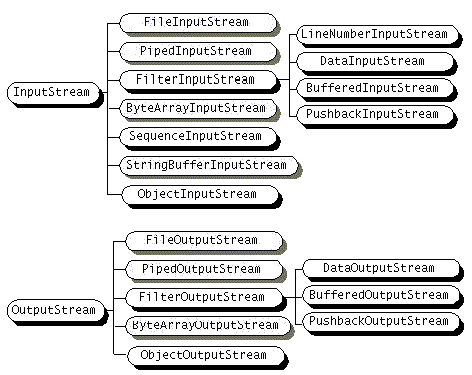 FileInputStream
PipedInputStream
FilterInputStream
LineNumberInputStream
DataInputStream
BufferedInputStream
PushbackInputStream
InputStream
ByteArrayInputStream
SequenceInputStream
StringBufferInputStream
ObjectInputStream
FileOutputStream
PipedOutputStream
FilterOutputStream
DataOutputStream
BufferedOutputStream
PushbackOutputStream
OutputStream
ByteArrayOutputStream
ObjectOutputStream